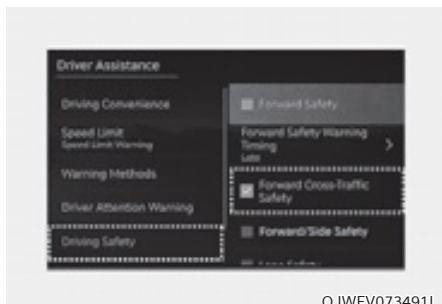 Driver Assistance
Driving Convenience
Speed Limit
Speed Limit Warning
Warning Methods
Driver Attention Warning
Driving Safety
Forward Safety
Forward Safety Warning
Timing
Late
Forward Cross-Traffic
Safety
Forward/Side Safety
Lane Safety